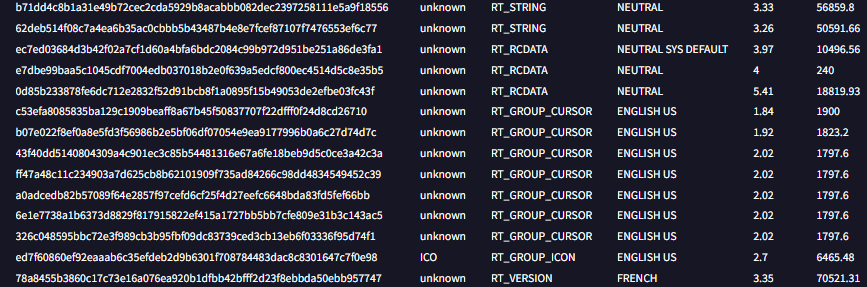 b71dd4c8b1a31e49b72cec2cda5929b8acabbb082dec2397258111e5a9f18556 unknown RT_STRING NEUTRAL 3.33 56859.8
62deb514f08c7a4ea6b35ac0cbbb5b43487b4e8e7fcef87107f7476553ef6c77 unknown RT_STRING NEUTRAL 3.26 50591.66
ec7ed03684d3b42f02a7cf1d60a4bfa6bdc2084c99b972d951be251a86de3fa1 unknown RT_RCDATA NEUTRAL SYS DEFAULT 3.97 10496.56
e7dbe99baa5c1045cdf7004edb037018b2e0f639a5edcf800ec4514d5c8e35b5 unknown RT_RCDATA NEUTRAL 4 240
0d85b233878fe6dc712e2832f52d91bcb8f1a0895f15b49053de2efbe03fc43f unknown RT_RCDATA NEUTRAL 5.41 18819.93
c53efa8085835ba129c1909beaff8a67b45f50837707f22dfff0f24d8cd26710 unknown RT_GROUP_CURSOR ENGLISH US 1.84 1900
b07e022f8ef0a8e5fd3f56986b2e5bf06df07054e9ea9177996b0a6c27d74d7c unknown RT_GROUP_CURSOR ENGLISH US 1.92 1823.2
43f40dd5140804309a4c901ec3c85b54481316e67a6fe18beb9d5c0ce3a42c3a unknown RT_GROUP_CURSOR ENGLISH US 2.02 1797.6
ff47a48c11c234903a7d625cb8b62101909f735ad84266c98dd4834549452c39 unknown RT_GROUP_CURSOR ENGLISH US 2.02 1797.6
a0adcedb82b57089f64e2857f97cefd6cf25f4d27eefc6648bda83fd5fef66bb unknown RT_GROUP_CURSOR ENGLISH US 2.02 1797.6
6e1e7738a1b6373d8829f817915822ef415a1727bb5bb7cfe809e31b3c143ac5 unknown RT_GROUP_CURSOR ENGLISH US 2.02 1797.6
326c048595bbc72e3f989cb3b95fbf09dc83739ced3cb13eb6f03336f95d74f1 unknown RT_GROUP_CURSOR ENGLISH US 2.02 1797.6
ed7f60860ef92eaaab6c35efdeb2d9b6301f708784483dac8c8301647c7f0e98 ICO RT_GROUP_ICON ENGLISH US 2.7 6465.48
78a8455b3860c17c73e16a076ea920b1dfbb42bfff2d23f8ebbda50ebb957747 unknown RT_VERSION FRENCH 3.35 70521.31